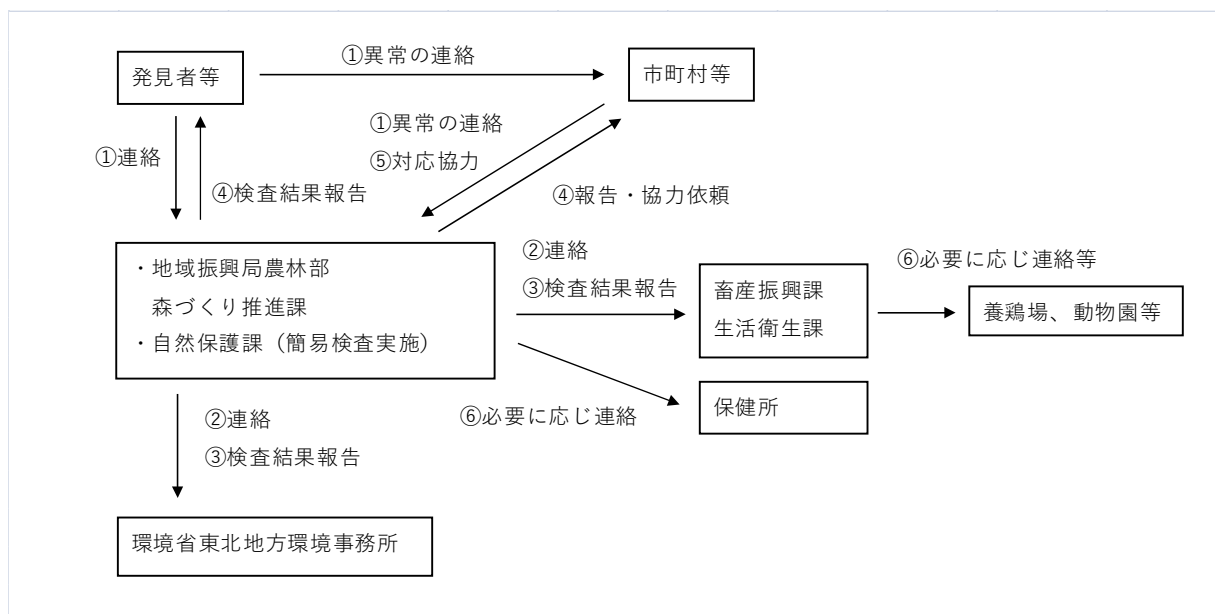 ①異常の連絡
発見者等
市町村等
①異常の連絡
⑤対応協力
①連絡
④検査結果報告
④報告・協力依頼
・地域振興局農林部
森づくり推進課
・自然保護課（簡易検査実施）
②連絡
③検査結果報告
畜産振興課
生活衛生課
⑥必要に応じ連絡等
養鶏場、動物園等
⑥必要に応じ連絡
保健所
②連絡
③検査結果報告
環境省東北地方環境事務所